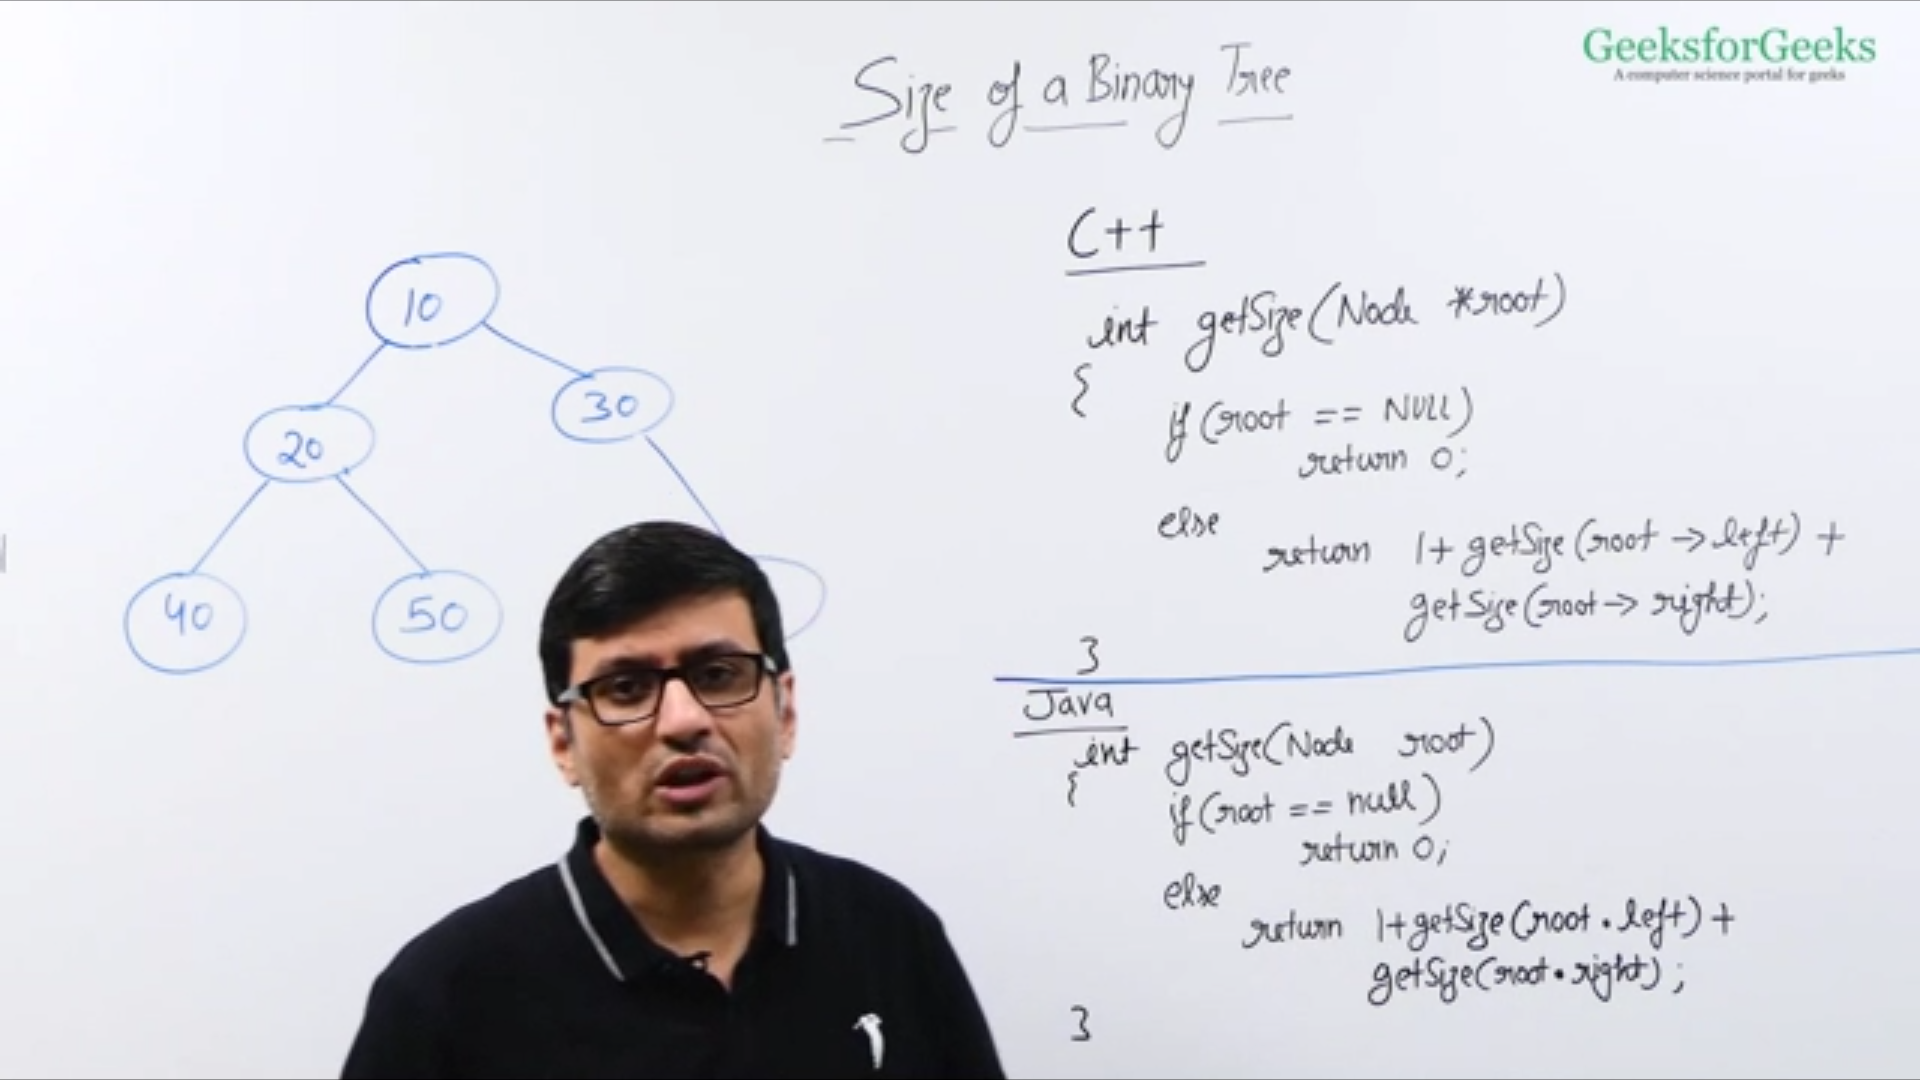 GeeksforGeeks
A computer science portal for geeks
Size of a Binary Tree
10
20
30
40
50
C++
int getSize(Node *root)
{
if (root == NULL)
return 0;
else
return 1+ getSize(root -> left) +
getSize(root -> right);
}
Java
int getSize(Node root)
{
if (root == null)
return 0;
else
return 1+getSize(root.left) +
getSize(root.right);
}